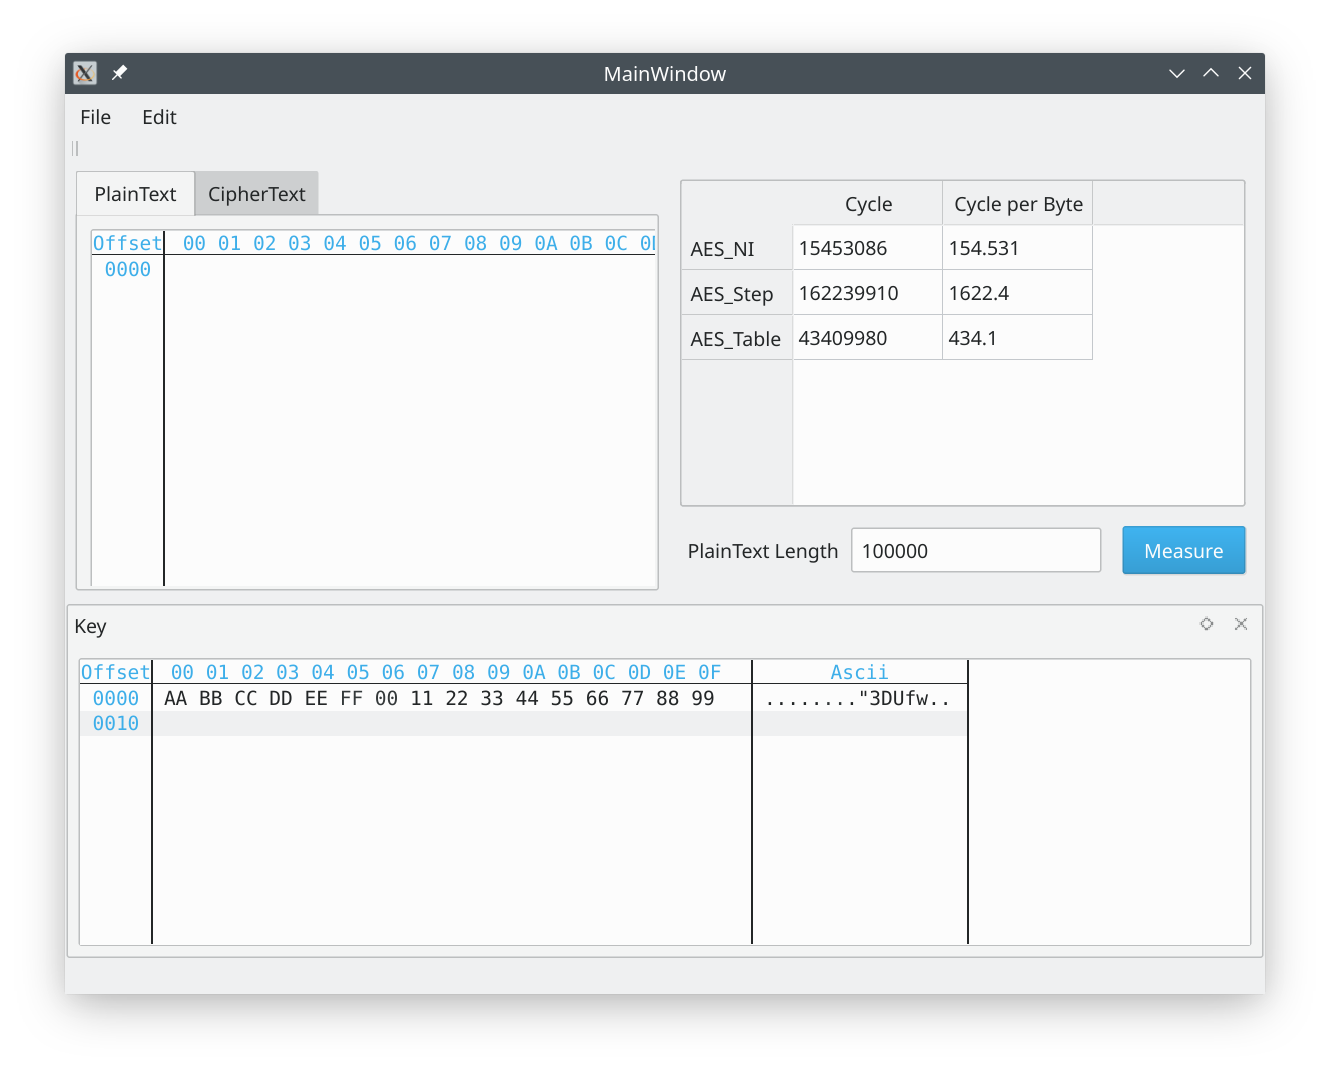 MainWindow
File Edit
PlainText CipherText
Offset 00 01 02 03 04 05 06 07 08 09 0A 0B 0C
0000
Cycle Cycle per Byte
AES_NI 15453086 154.531
AES_Step 162239910 1622.4
AES_Table 43409980 434.1
PlainText Length 100000 Measure
Key
Offset 00 01 02 03 04 05 06 07 08 09 0A 0B 0C 0D 0E 0F Ascii
0000 AA BB CC DD EE FF 00 11 22 33 44 55 66 77 88 99 ........"3DUfw..
0010